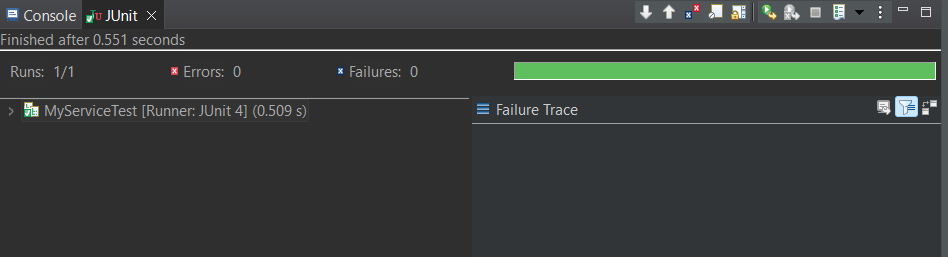 Console JUnit
Finished after 0.551 seconds
Runs: 1/1 Errors: 0 Failures: 0
MyServiceTest [Runner: JUnit 4] (0.509 s)
Failure Trace